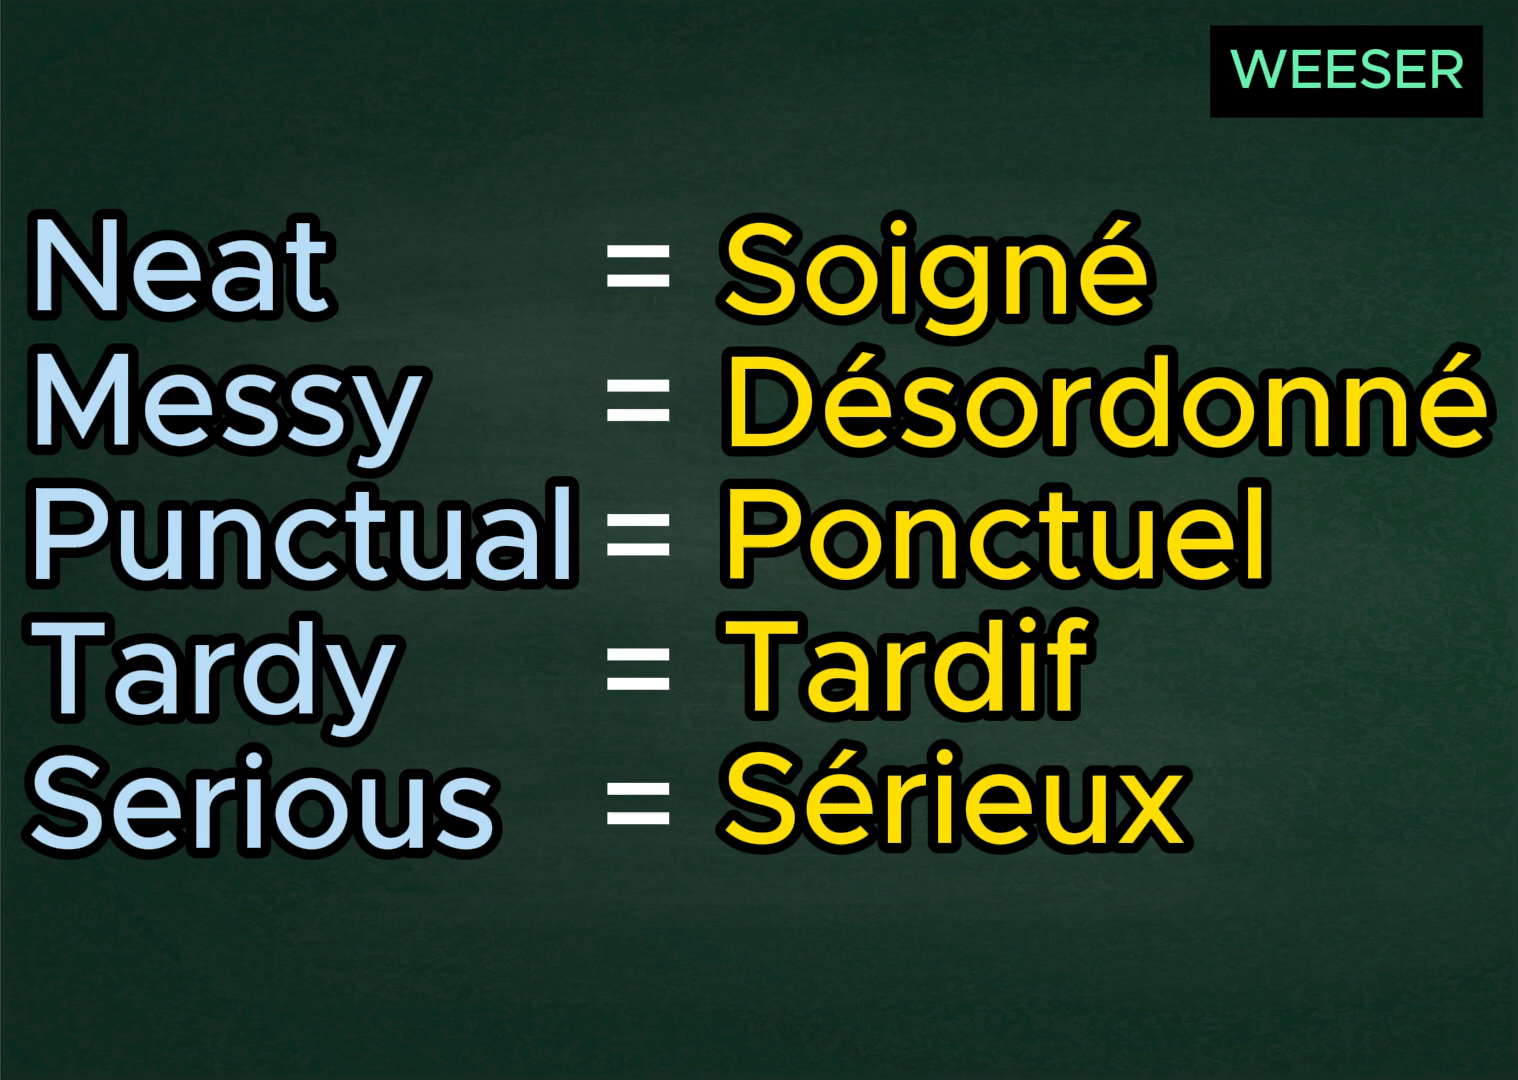 WEESER
Neat = Soigné
Messy = Désordonné
Punctual = Ponctuel
Tardy = Tardif
Serious = Sérieux